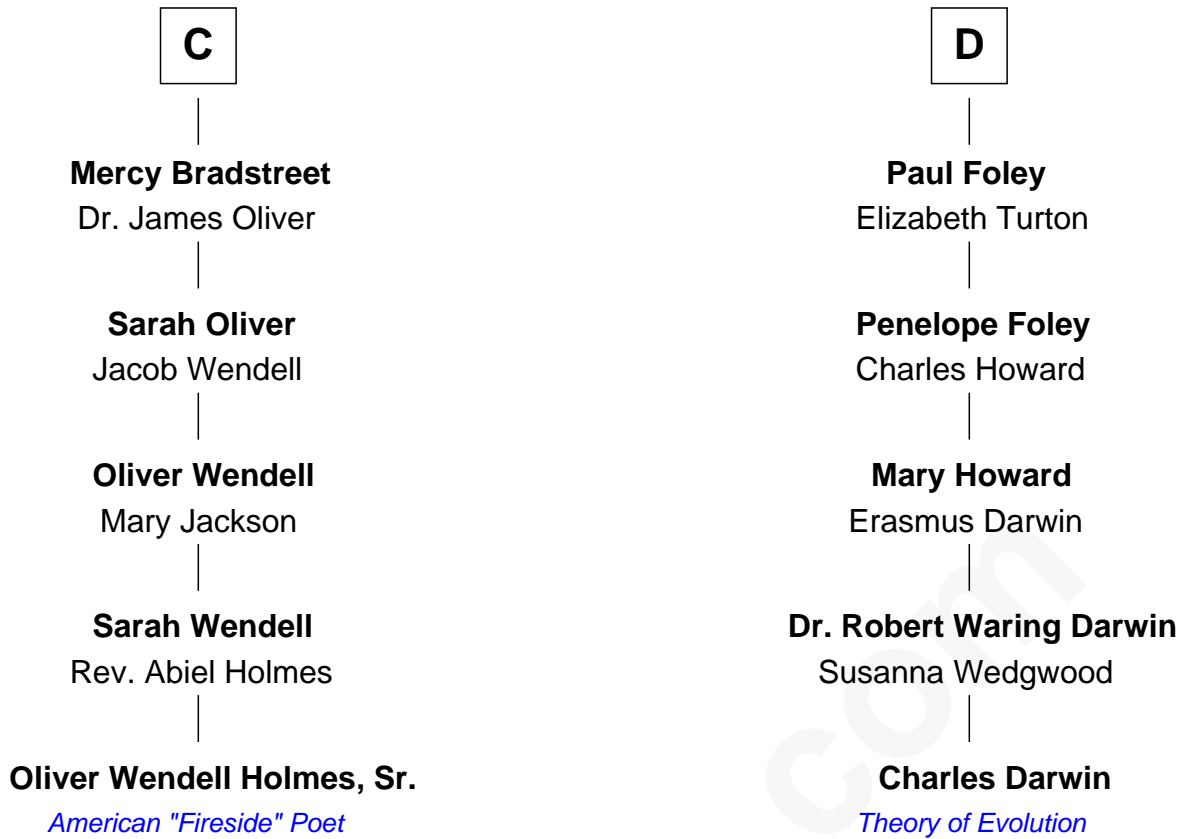 C
Mercy Bradstreet
Dr. James Oliver
Sarah Oliver
Jacob Wendell
Oliver Wendell
Mary Jackson
Sarah Wendell
Rev. Abiel Holmes
Oliver Wendell Holmes, Sr.
American "Fireside" Poet
D
Paul Foley
Elizabeth Turton
Penelope Foley
Charles Howard
Mary Howard
Erasmus Darwin
Dr. Robert Waring Darwin
Susanna Wedgwood
Charles Darwin
Theory of Evolution
com